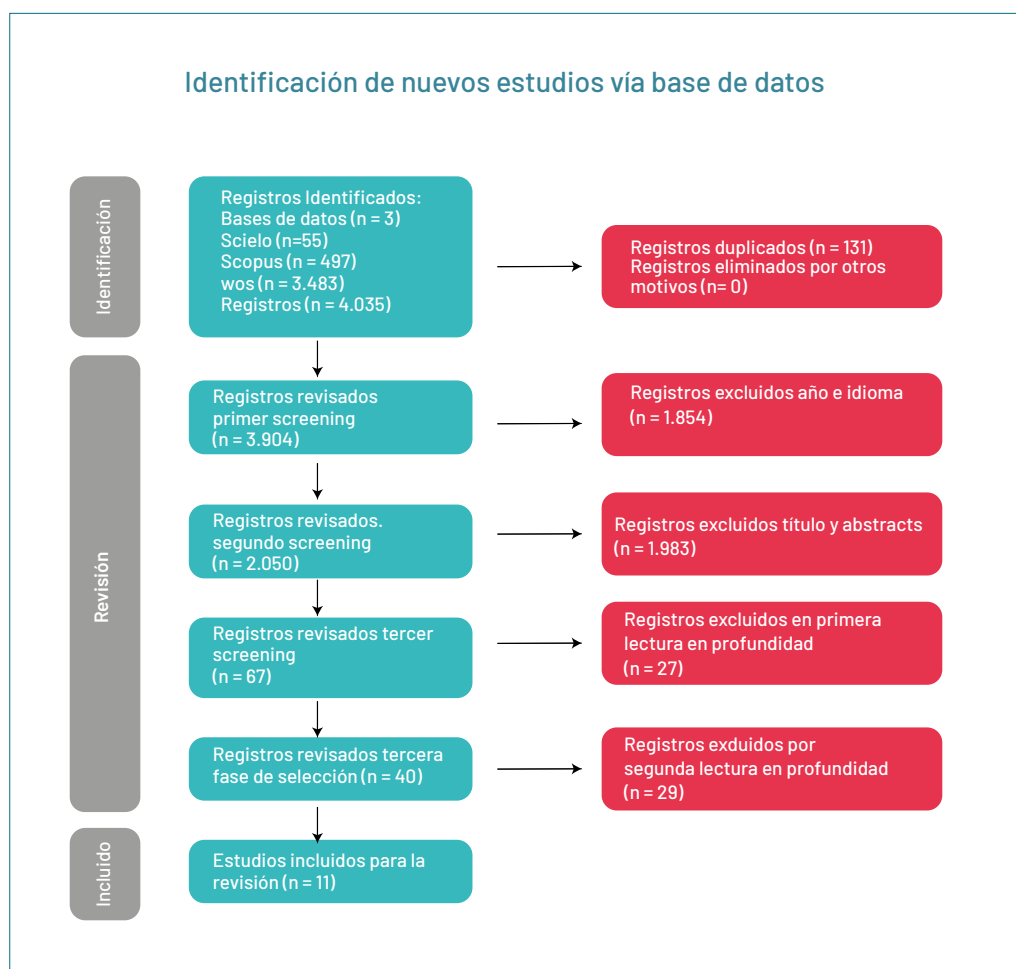 Identificación de nuevos estudios vía base de datos
Identificación
Registros Identificados:
Bases de datos (n = 3)
Scielo (n=55)
Scopus (n = 497)
wos (n = 3.483)
Registros (n = 4.035)
Registros duplicados (n = 131)
Registros eliminados por otros
motivos (n= 0)
Revisión
Registros revisados
primer screening
(n = 3.904)
Registros excluidos año e idioma
(n = 1.854)
Registros revisados.
segundo screening
(n = 2.050)
Registros excluidos título y abstracts
(n = 1.983)
Registros revisados tercer
screening
(n = 67)
Registros excluidos en primera
lectura en profundidad
(n = 27)
Registros revisados tercera
fase de selección (n = 40)
Registros exduidos por
segunda lectura en profundidad
(n = 29)
Incluido
Estudios incluidos para la
revisión (n = 11)